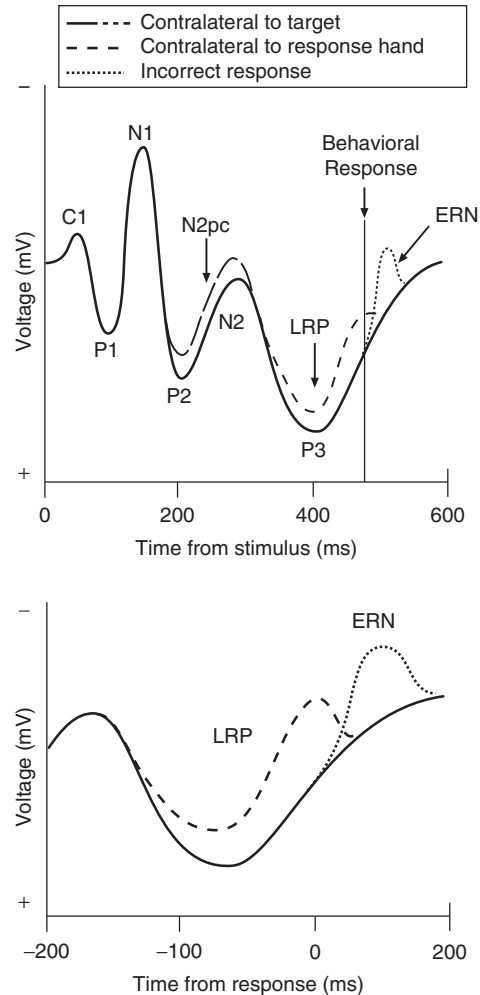 Contralateral to target
Contralateral to response hand
Incorrect response
−
N1
Behavioral
Response
C1
N2pc
ERN
Voltage (mV)
LRP
N2
P1
P2
P3
+
0 200 400 600
Time from stimulus (ms)
−
ERN
Voltage (mV)
LRP
+
−200 −100 0 200
Time from response (ms)